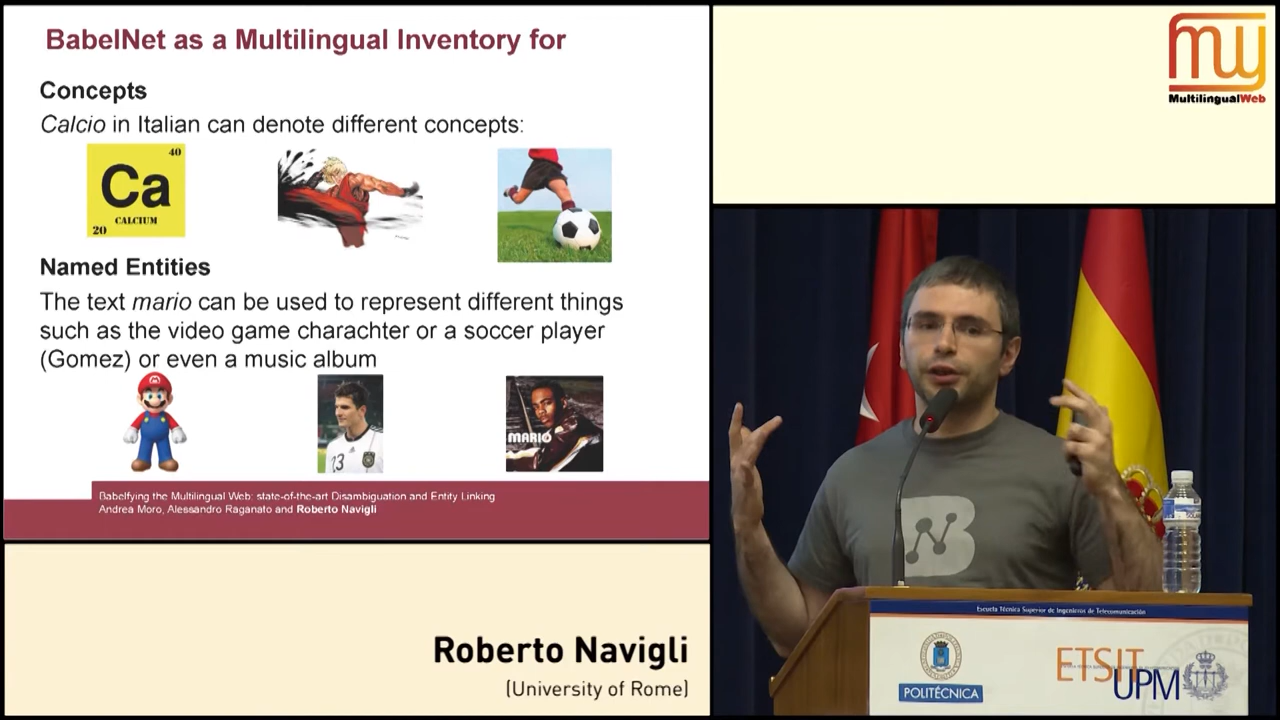 BabelNet as a Multilingual Inventory for
Concepts
Calcio in Italian can denote different concepts:
40
Ca
CALCIUM
20
Named Entities
The text mario can be used to represent different things
such as the video game charachter or a soccer player
(Gomez) or even a music album
23
MARIO
Babelfying the Multilingual Web: state-of-the-art Disambiguation and Entity Linking
Andrea Moro, Alessandro Raganato and Roberto Navigli
Roberto Navigli
(University of Rome)
mw
MultilingualWeb
B
Escuela Técnica Superior de Ingenieros de Telecomunicación
POLITÉCNICA
ETSIT
UPM